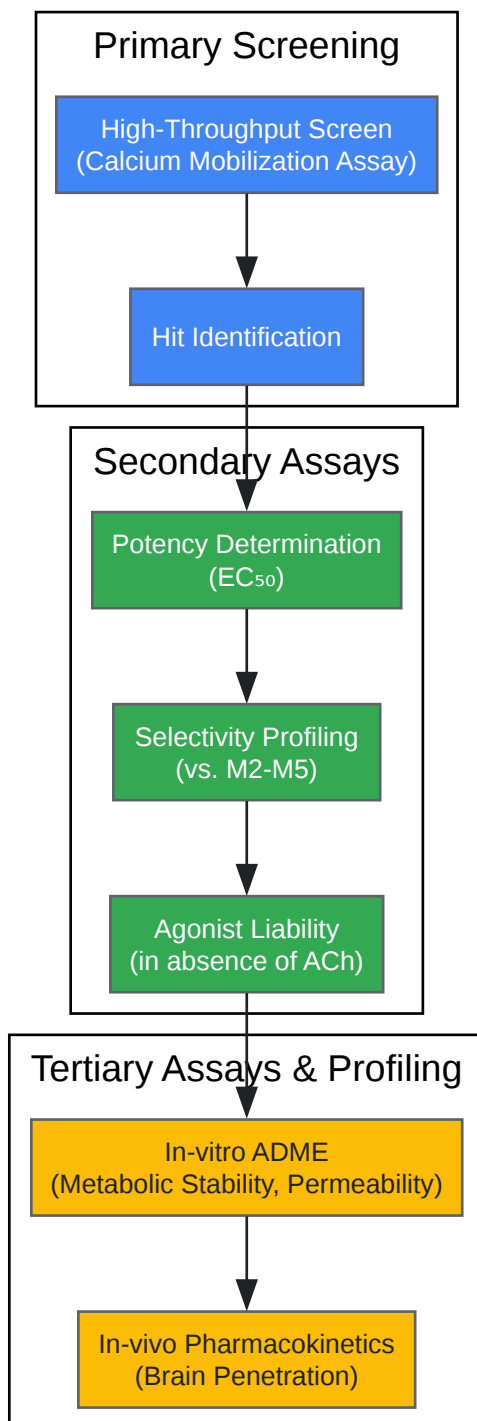 Primary Screening
High-Throughput Screen
(Calcium Mobilization Assay)
Hit Identification
Secondary Assays
Potency Determination
(EC₅₀)
Selectivity Profiling
(vs. M2-M5)
Agonist Liability
(in absence of ACh)
Tertiary Assays & Profiling
In-vitro ADME
(Metabolic Stability, Permeability)
In-vivo Pharmacokinetics
(Brain Penetration)